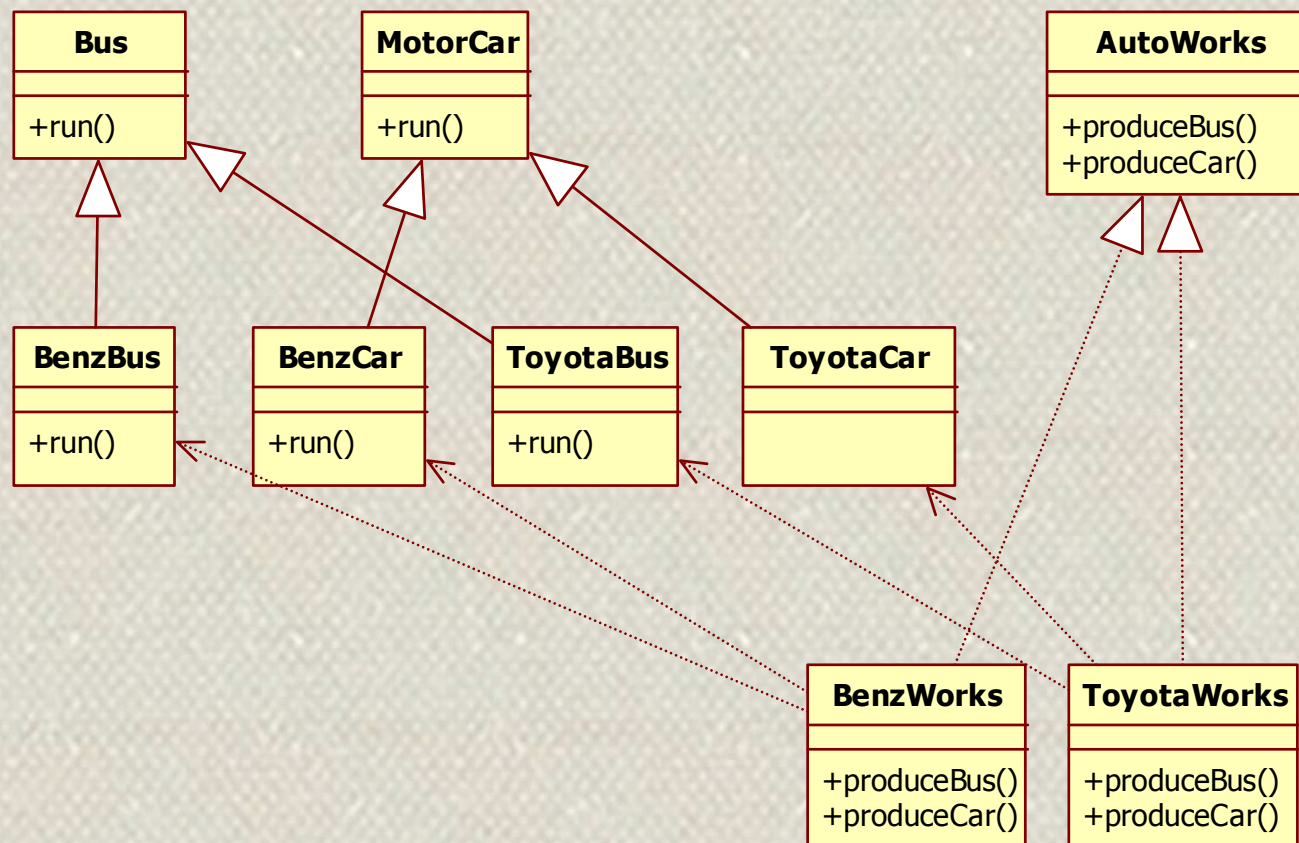 Bus
+run()
MotorCar
+run()
AutoWorks
+produceBus()
+produceCar()
BenzBus
+run()
BenzCar
+run()
ToyotaBus
+run()
ToyotaCar
BenzWorks
+produceBus()
+produceCar()
ToyotaWorks
+produceBus()
+produceCar()